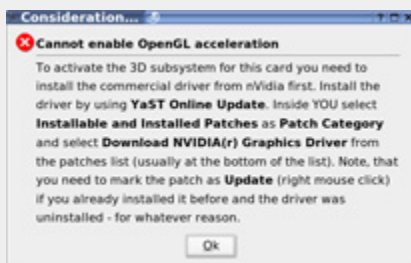 Consideration...
Cannot enable OpenGL acceleration
To activate the 3D subsystem for this card you need to
install the commercial driver from nVidia first. Install the
driver by using YaST Online Update. Inside YOU select
Installable and Installed Patches as Patch Category
and select Download NVIDIA(r) Graphics Driver from
the patches list (usually at the bottom of the list). Note, that
you need to mark the patch as Update (right mouse click)
if you already installed it before and the driver was
uninstalled - for whatever reason.
Ok